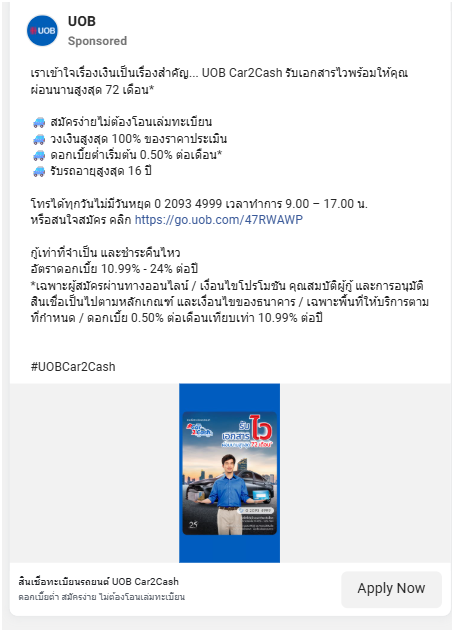 UOB
UOB
Sponsored
เราเข้าใจเรื่องเงินเป็นเรื่องสำคัญ... UOB Car2Cash รับเอกสารไวพร้อมให้คุณ
ผ่อนนานสูงสุด 72 เดือน*
🚙 สมัครง่ายไม่ต้องโอนเล่มทะเบียน
🚙 วงเงินสูงสุด 100% ของราคาประเมิน
🚙 ดอกเบี้ยต่ำเริ่มต้น 0.50% ต่อเดือน*
🚙 รับรถอายุสูงสุด 16 ปี
โทรได้ทุกวันไม่มีวันหยุด 0 2093 4999 เวลาทำการ 9.00 – 17.00 น.
หรือสนใจสมัคร คลิก https://go.uob.com/47RWAWP
กู้เท่าที่จำเป็น และชำระคืนไหว
อัตราดอกเบี้ย 10.99% - 24% ต่อปี
*เฉพาะผู้สมัครผ่านทางออนไลน์ / เงื่อนไขโปรโมชัน คุณสมบัติผู้กู้ และการอนุมัติ
สินเชื่อเป็นไปตามหลักเกณฑ์ และเงื่อนไขของธนาคาร / เฉพาะพื้นที่ให้บริการตาม
ที่กำหนด / ดอกเบี้ย 0.50% ต่อเดือนเทียบเท่า 10.99% ต่อปี
#UOBCar2Cash
รับ
เอกสาร
ไว
0 2093 4999
25
สินเชื่อทะเบียนรถยนต์ UOB Car2Cash
ดอกเบี้ยต่ำ สมัครง่าย ไม่ต้องโอนเล่มทะเบียน
Apply Now